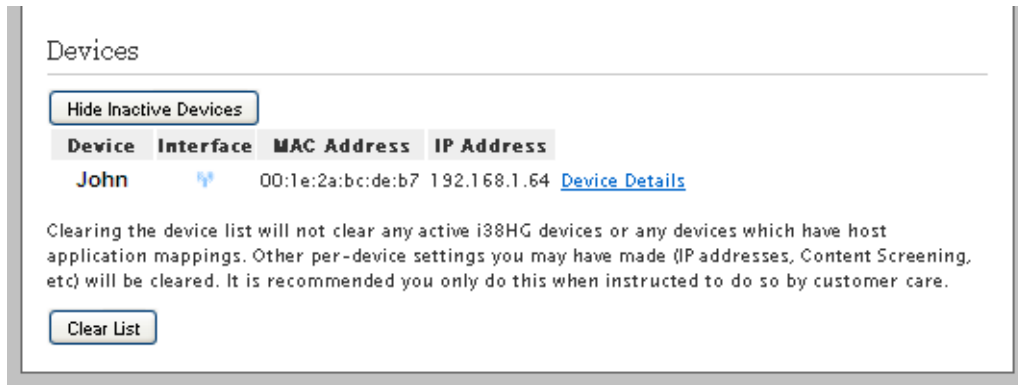 Devices
Hide Inactive Devices
Device Interface MAC Address IP Address
John 00:1e:2a:bc:de:b7 192.168.1.64 Device Details
Clearing the device list will not clear any active i38HG devices or any devices which have host
application mappings. Other per-device settings you may have made (IP addresses, Content Screening,
etc) will be cleared. It is recommended you only do this when instructed to do so by customer care.
Clear List